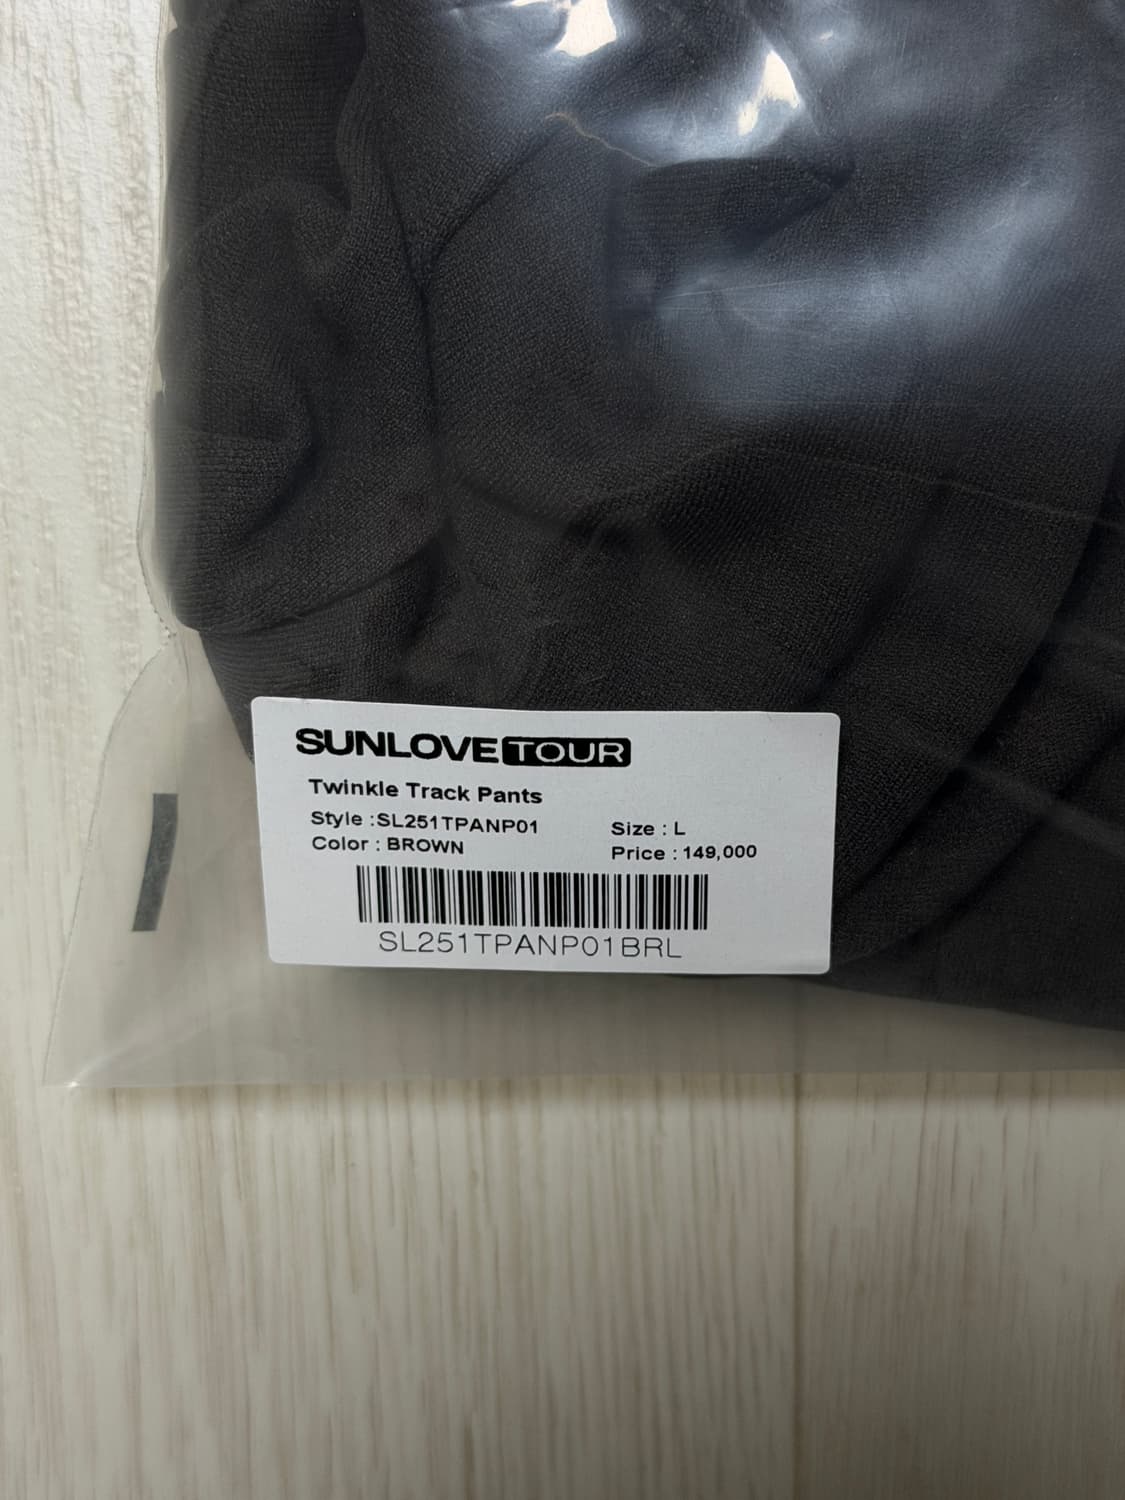 SUNLOVE TOUR
Twinkle Track Pants
Style :SL251TPANP01
Size : L
Color : BROWN
Price : 149,000
SL251TPANP01BRL